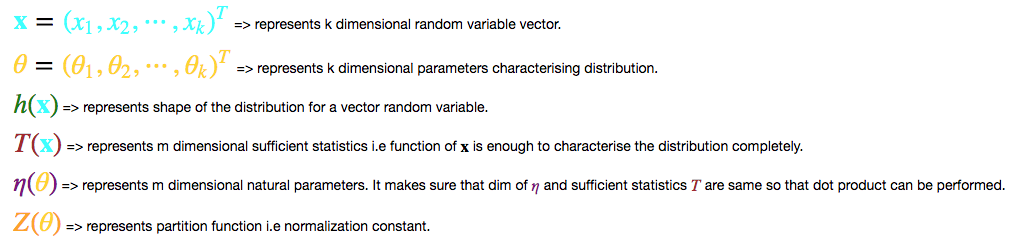 x = (x₁, x₂, ⋯, xₖ)ᵀ => represents k dimensional random variable vector.
θ = (θ₁, θ₂, ⋯, θₖ)ᵀ => represents k dimensional parameters characterising distribution.
h(x) => represents shape of the distribution for a vector random variable.
T(x) => represents m dimensional sufficient statistics i.e function of x is enough to characterise the distribution completely.
η(θ) => represents m dimensional natural parameters. It makes sure that dim of η and sufficient statistics T are same so that dot product can be performed.
Z(θ) => represents partition function i.e normalization constant.